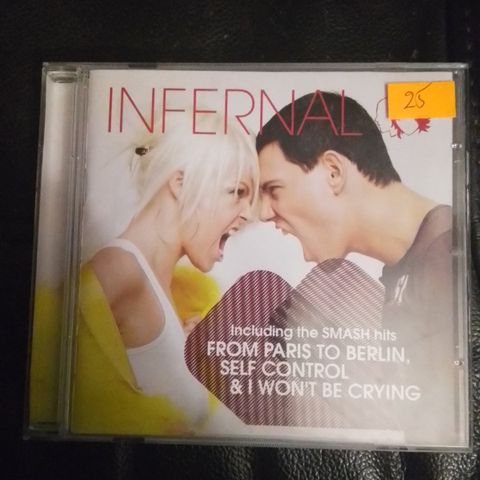 INFERNAL
25
Including the SMASH hits
FROM PARIS TO BERLIN,
SELF CONTROL
& I WON'T BE CRYING